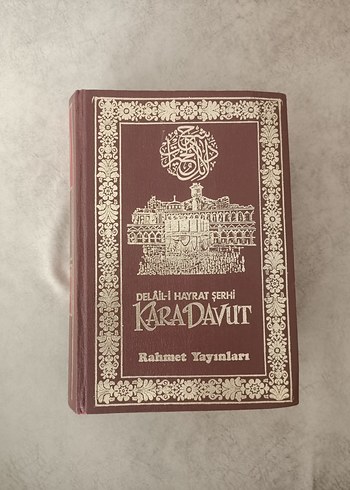 DELÂİL-İ HAYRAT ŞERHİ
KARA DAVUT
Rahmet Yayınları